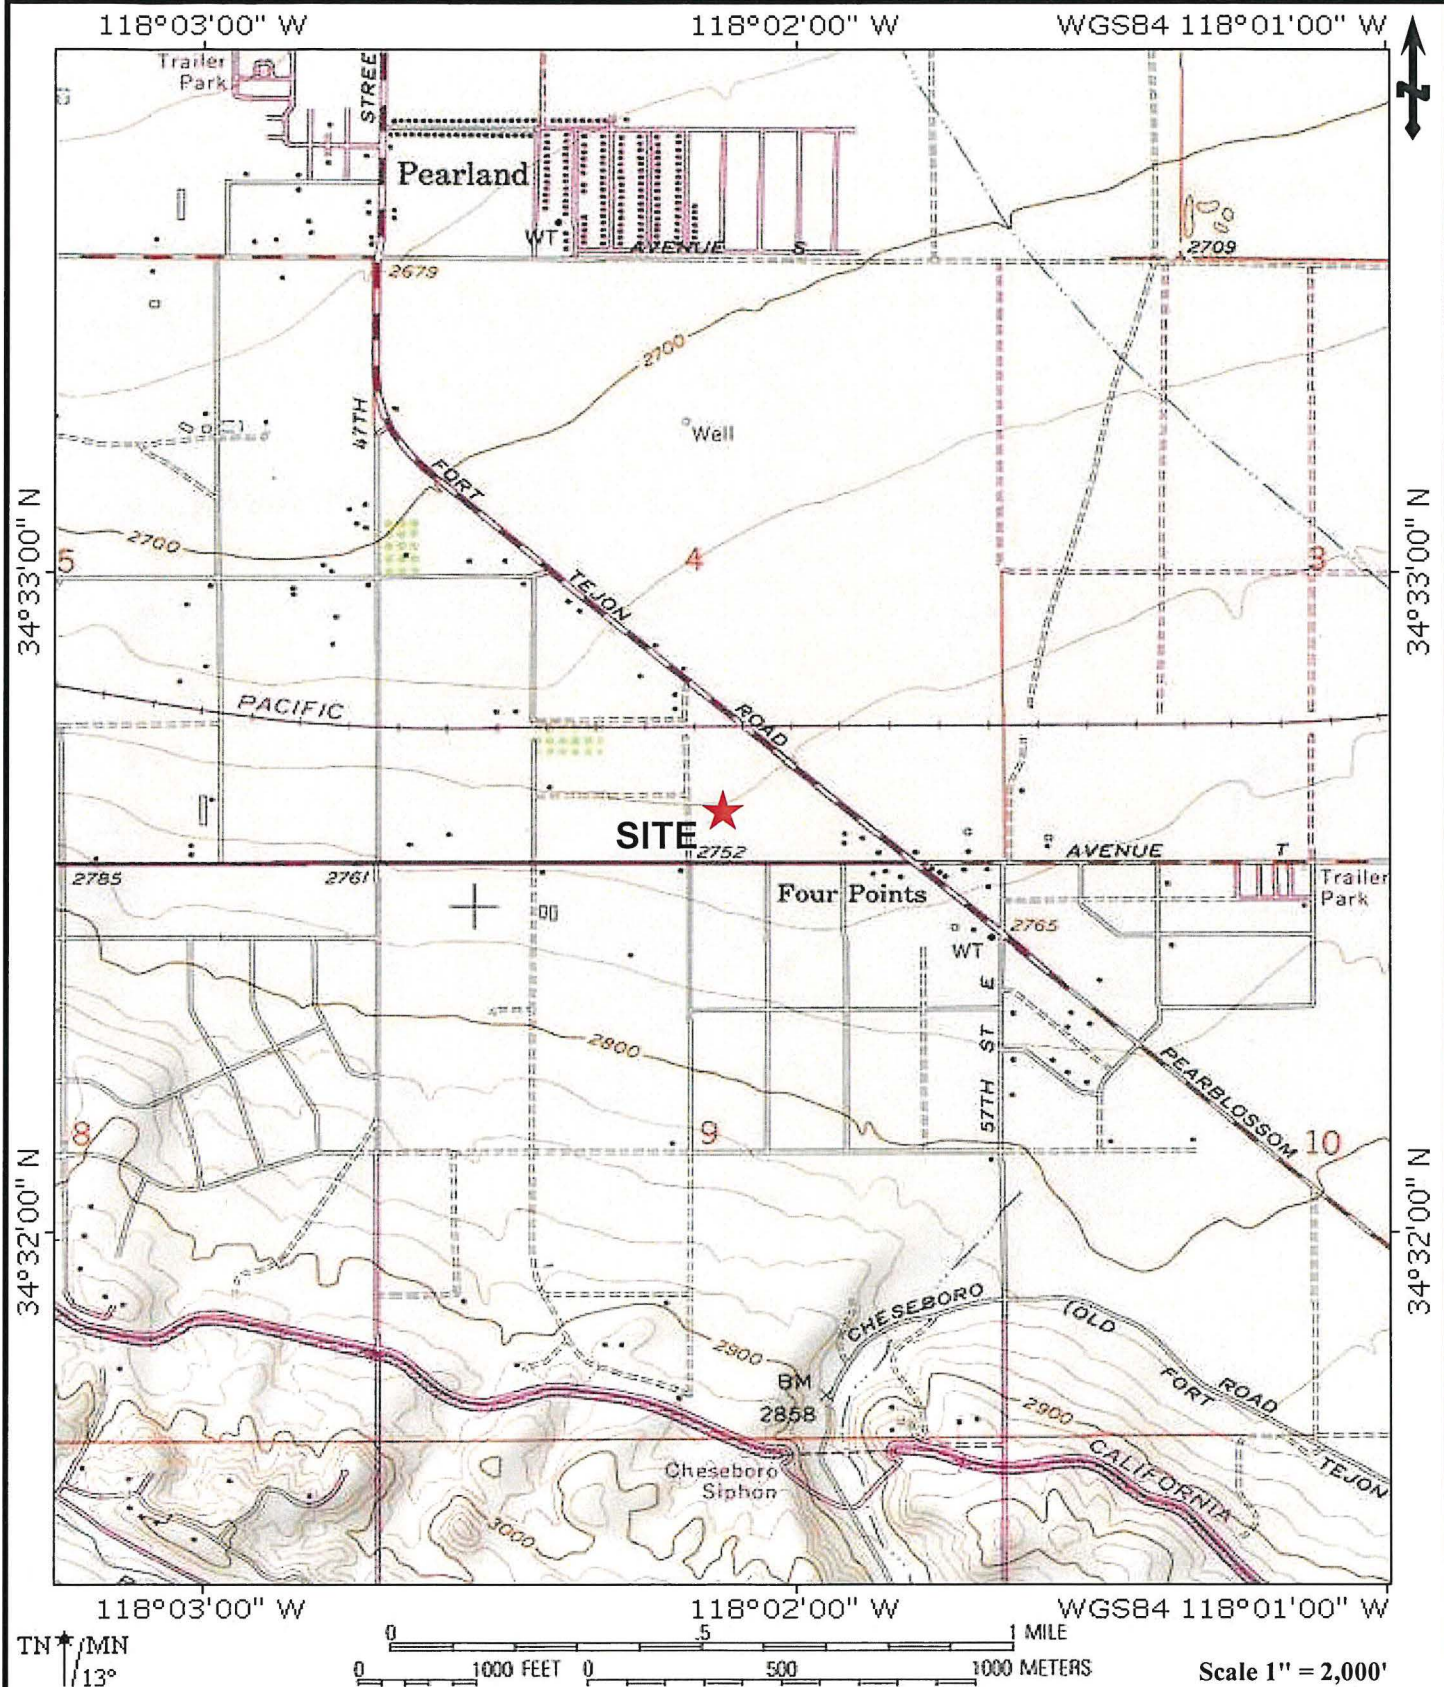 118°03'00" W
118°02'00" W
WGS84 118°01'00" W
Trailer
Park
STREE
Pearland
WT
AVENUE S
2709
2679
2700
47TH
Well
FORT
2700
34°33'00" N
5
4
3
34°33'00" N
TEJON
PACIFIC
ROAD
SITE
2752
AVENUE T
2785
2761
Four Points
Trailer
Park
2765
WT
57TH ST E
2800
PEARBLOSSOM
8
9
10
34°32'00" N
34°32'00" N
CHESEBORO
(OLD
2900
BM
2858
FORT
ROAD
2900
CALIFORNIA
TEJON
Cheseboro
Siphon
3000
118°03'00" W
118°02'00" W
WGS84 118°01'00" W
TN MN
13°
0 .5 1 MILE
0 1000 FEET 0 500 1000 METERS
Scale 1" = 2,000'
N